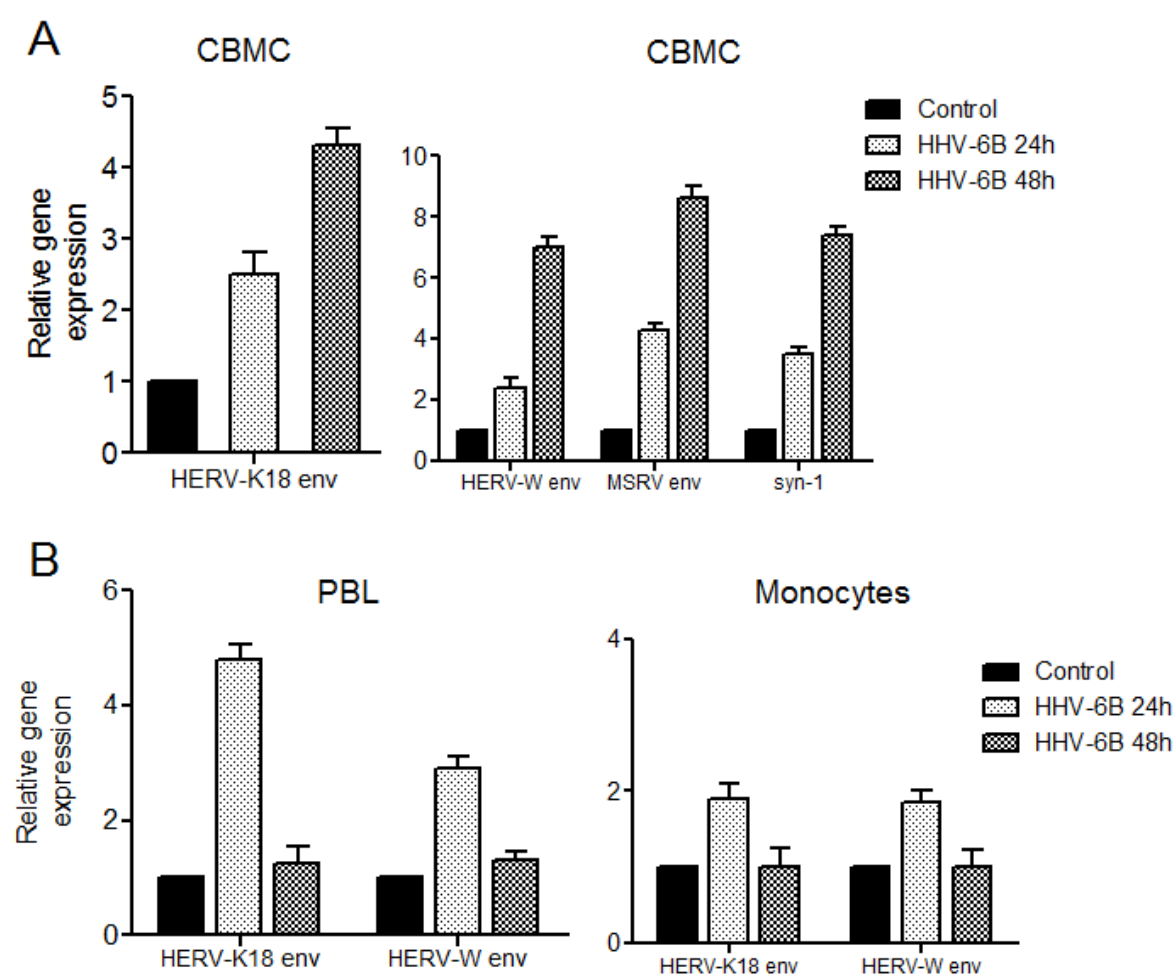 A
CBMC
CBMC
Relative gene
expression
5
4
3
2
1
0
HERV-K18 env
10
8
6
4
2
0
HERV-W env
MSRV env
syn-1
Control
HHV-6B 24h
HHV-6B 48h
B
PBL
Monocytes
Relative gene
expression
6
4
2
0
HERV-K18 env
HERV-W env
4
2
0
HERV-K18 env
HERV-W env
Control
HHV-6B 24h
HHV-6B 48h